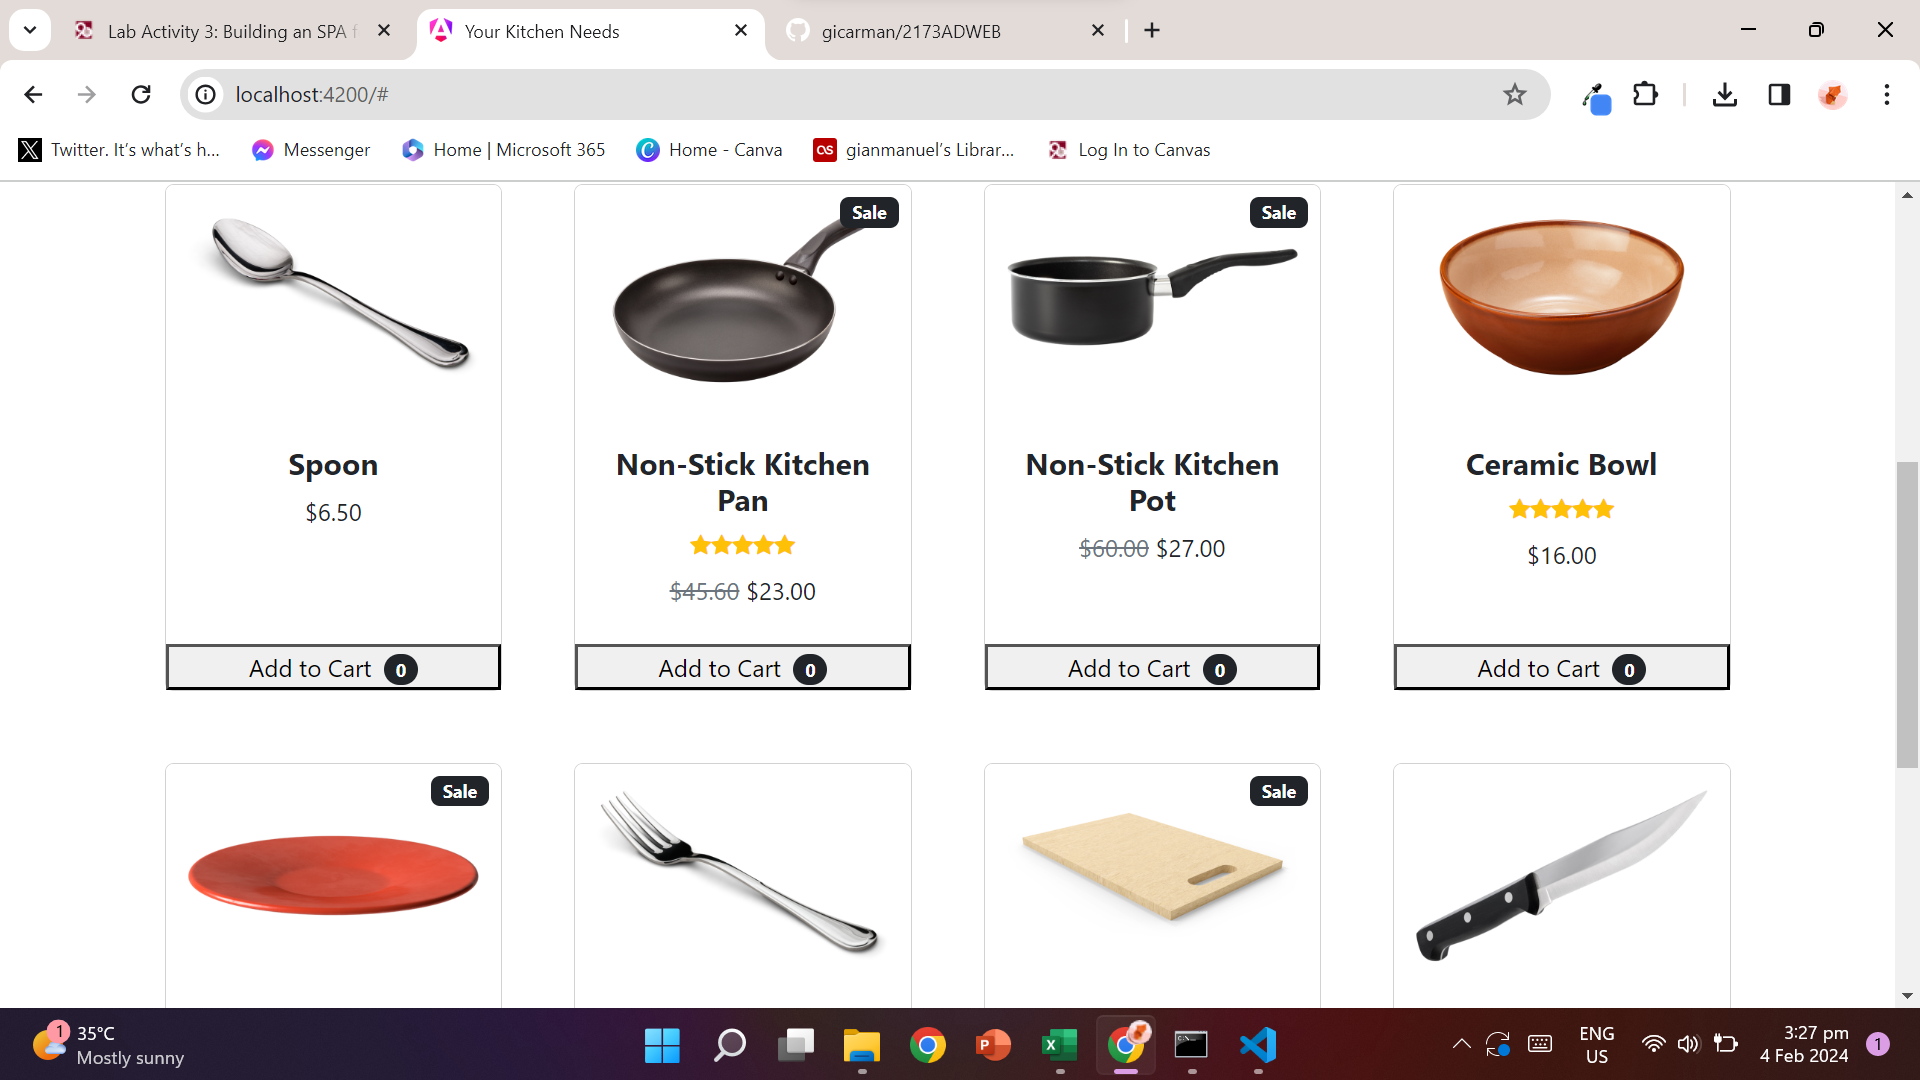 Lab Activity 3: Building an SPA f
Your Kitchen Needs
gicarman/2173ADWEB
localhost:4200/#
Twitter. It's what's h...
Messenger
Home | Microsoft 365
Home - Canva
gianmanuel's Librar...
Log In to Canvas
Sale
Sale
Spoon
$6.50
Non-Stick Kitchen
Pan
$45.60 $23.00
Non-Stick Kitchen
Pot
$60.00 $27.00
Ceramic Bowl
$16.00
Add to Cart 0
Add to Cart 0
Add to Cart 0
Add to Cart 0
Sale
Sale
1
35°C
Mostly sunny
ENG
US
3:27 pm
4 Feb 2024
1